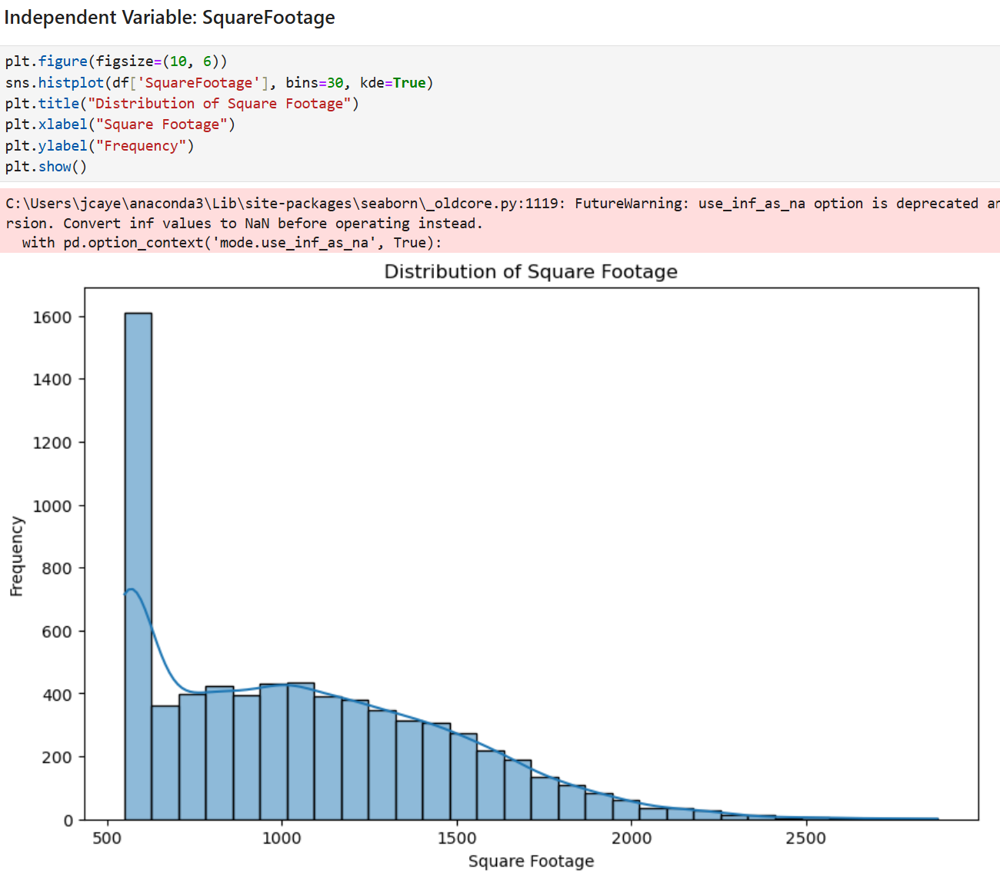 Independent Variable: SquareFootage
plt.figure(figsize=(10, 6))
sns.histplot(df['SquareFootage'], bins=30, kde=True)
plt.title("Distribution of Square Footage")
plt.xlabel("Square Footage")
plt.ylabel("Frequency")
plt.show()
C:\Users\jcaye\anaconda3\Lib\site-packages\seaborn\_oldcore.py:1119: FutureWarning: use_inf_as_na option is deprecated
rsion. Convert inf values to NaN before operating instead.
  with pd.option_context('mode.use_inf_as_na', True):
Distribution of Square Footage
1600
1400
1200
1000
800
600
400
200
0
Frequency
500 1000 1500 2000 2500
Square Footage